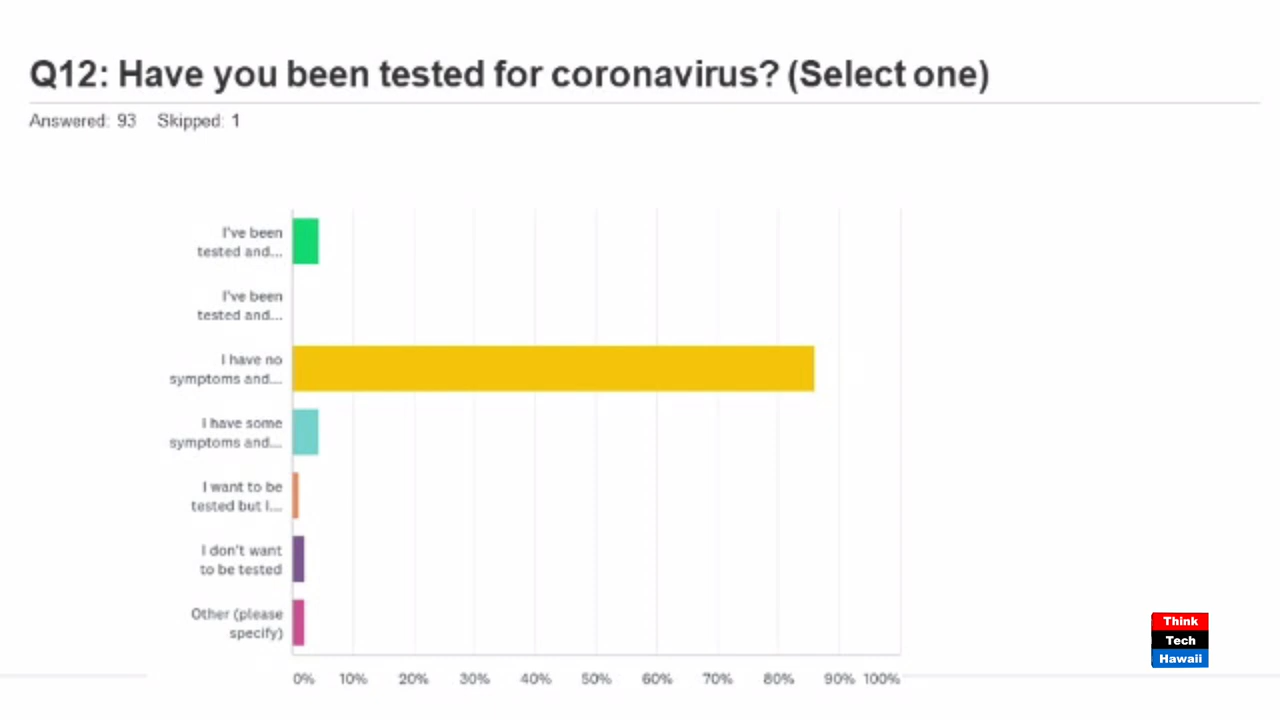 Q12: Have you been tested for coronavirus? (Select one)
Answered: 93 Skipped: 1
I've been
tested and...
I've been
tested and...
I have no
symptoms and...
I have some
symptoms and...
I want to be
tested but I...
I don't want
to be tested
Other (please
specify)
0% 10% 20% 30% 40% 50% 60% 70% 80% 90% 100%
Think
Tech
Hawaii